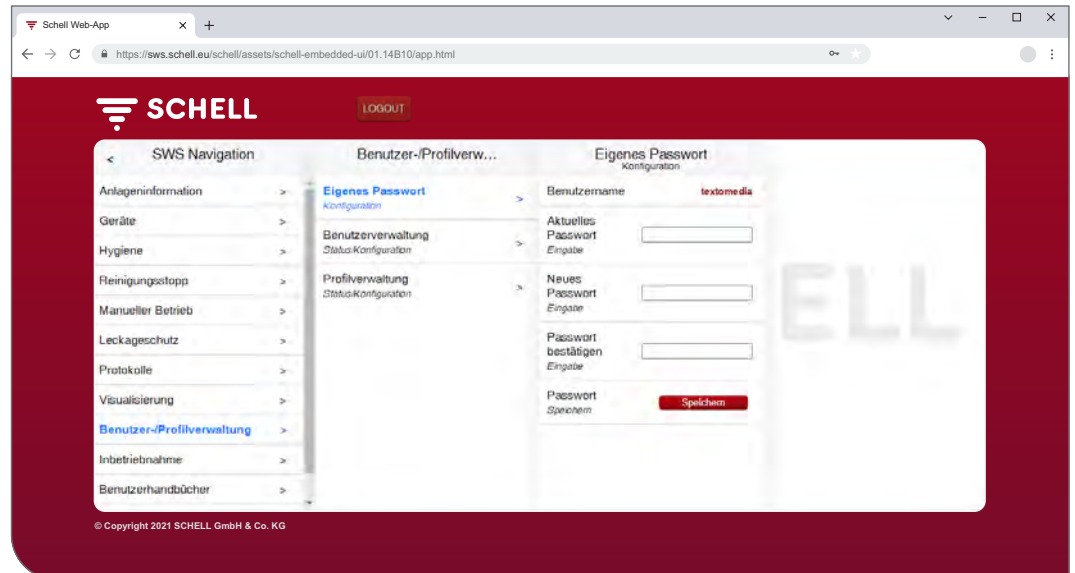 Schell Web-App
https://sws.schell.eu/schell/assets/schell-embedded-ui/01.14B10/app.html
SCHELL
LOGOUT
SWS Navigation
Anlageninformation
Geräte
Hygiene
Reinigungsstopp
Manueller Betrieb
Leckageschutz
Protokolle
Visualisierung
Benutzer-/Profilverwaltung
Inbetriebnahme
Benutzerhandbücher
Benutzer-/Profilverw...
Eigenes Passwort
Konfiguration
Benutzerverwaltung
Status/Konfiguration
Profilverwaltung
Status/Konfiguration
Eigenes Passwort
Konfiguration
Benutzername textomedia
Aktuelles
Passwort
Eingabe
Neues
Passwort
Eingabe
Passwort
bestätigen
Eingabe
Passwort
Speichern
Speichern
ELL
© Copyright 2021 SCHELL GmbH & Co. KG